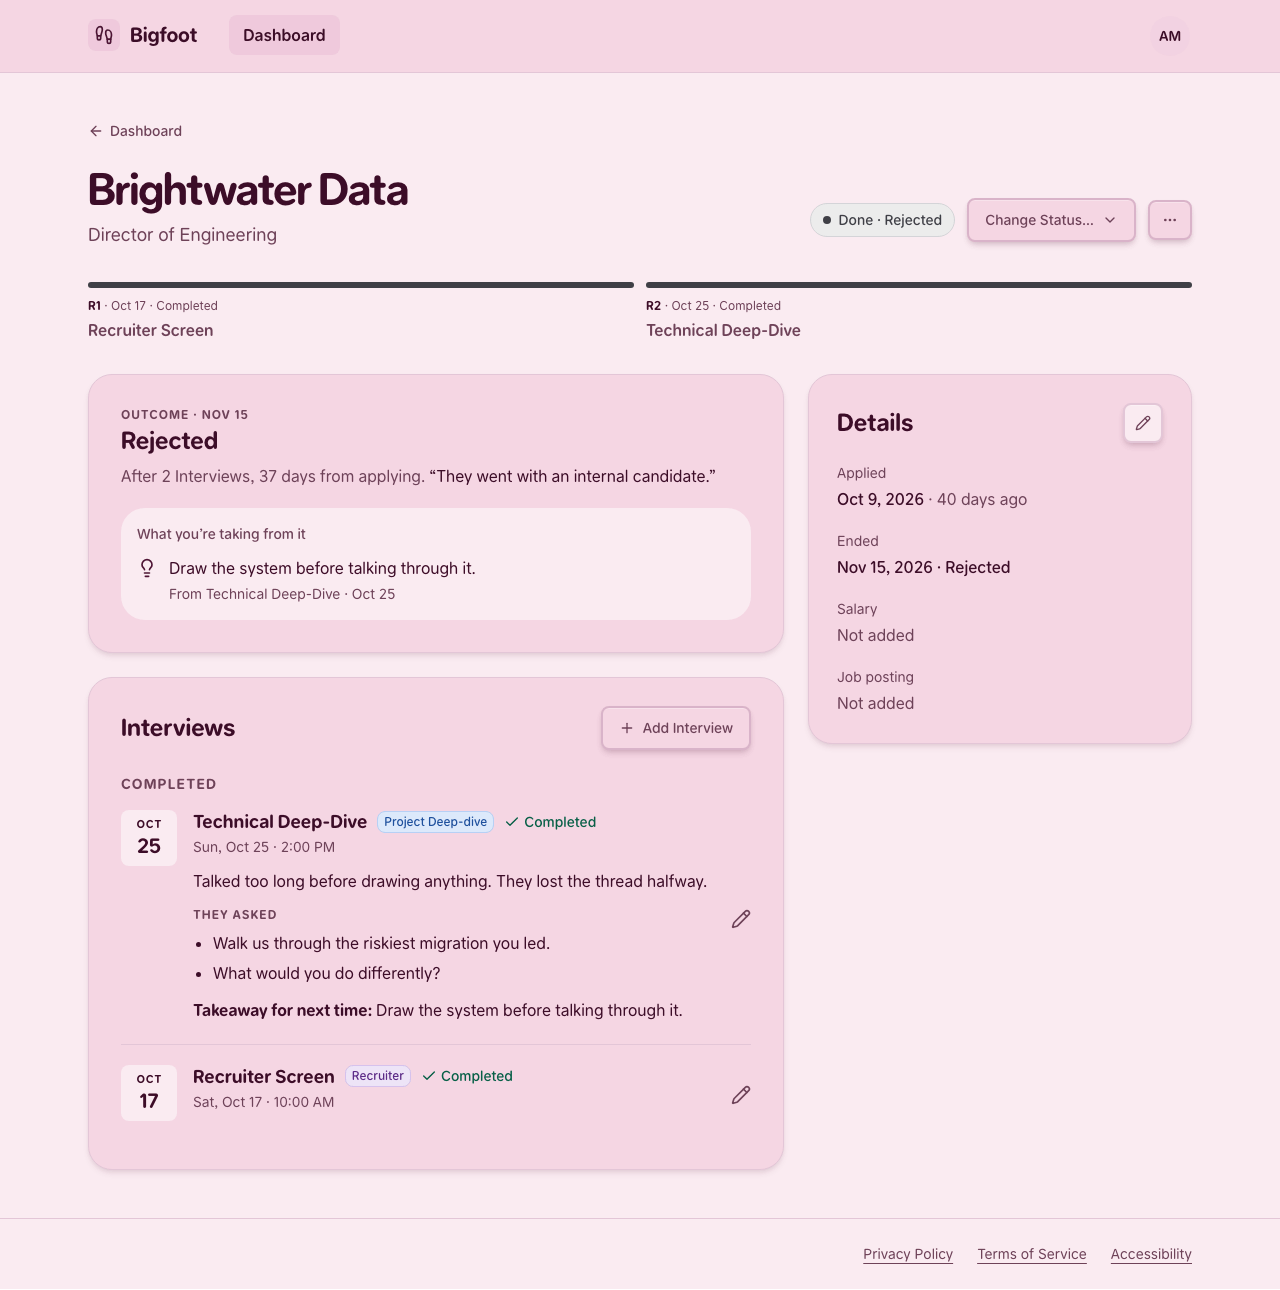 Bigfoot
Dashboard
AM
Dashboard
Brightwater Data
Director of Engineering
Done · Rejected
Change Status...
R1 · Oct 17 · Completed
Recruiter Screen
R2 · Oct 25 · Completed
Technical Deep-Dive
OUTCOME · NOV 15
Rejected
After 2 Interviews, 37 days from applying. “They went with an internal candidate.”
What you’re taking from it
Draw the system before talking through it.
From Technical Deep-Dive · Oct 25
Details
Applied
Oct 9, 2026 · 40 days ago
Ended
Nov 15, 2026 · Rejected
Salary
Not added
Job posting
Not added
Interviews
Add Interview
COMPLETED
OCT
25
Technical Deep-Dive
Project Deep-dive
Completed
Sun, Oct 25 · 2:00 PM
Talked too long before drawing anything. They lost the thread halfway.
THEY ASKED
• Walk us through the riskiest migration you led.
• What would you do differently?
Takeaway for next time: Draw the system before talking through it.
OCT
17
Recruiter Screen
Recruiter
Completed
Sat, Oct 17 · 10:00 AM
Privacy Policy
Terms of Service
Accessibility